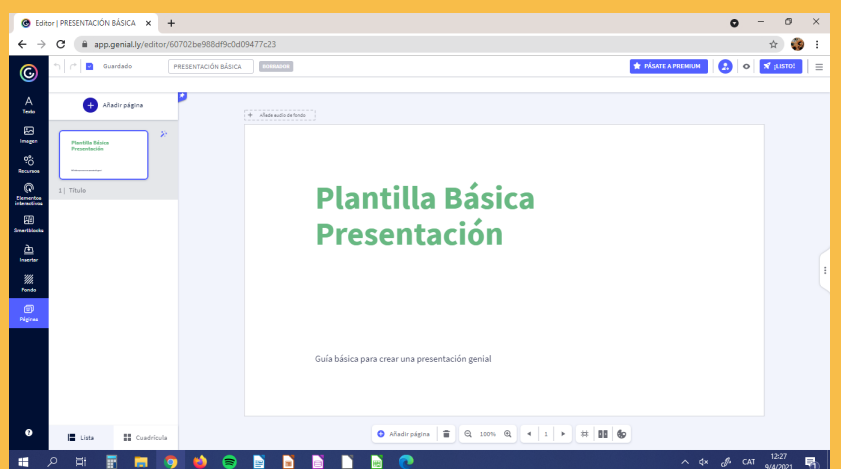 Editor | PRESENTACIÓN BÁSICA
app.genial.ly/editor/60702be988df9c0d09477c23
Guardado
PRESENTACIÓN BÁSICA
BORRADOR
PÁSATE A PREMIUM
¡LISTO!
Texto
Imagen
Recursos
Elementos
interactivos
Smartblocks
Insertar
Fondo
Páginas
Añadir página
Plantilla Básica
Presentación
1 | Título
Lista
Cuadrícula
Añade audio de fondo
Plantilla Básica
Presentación
Guía básica para crear una presentación genial
Añadir página
100%
1
CAT
12:27
9/4/2021